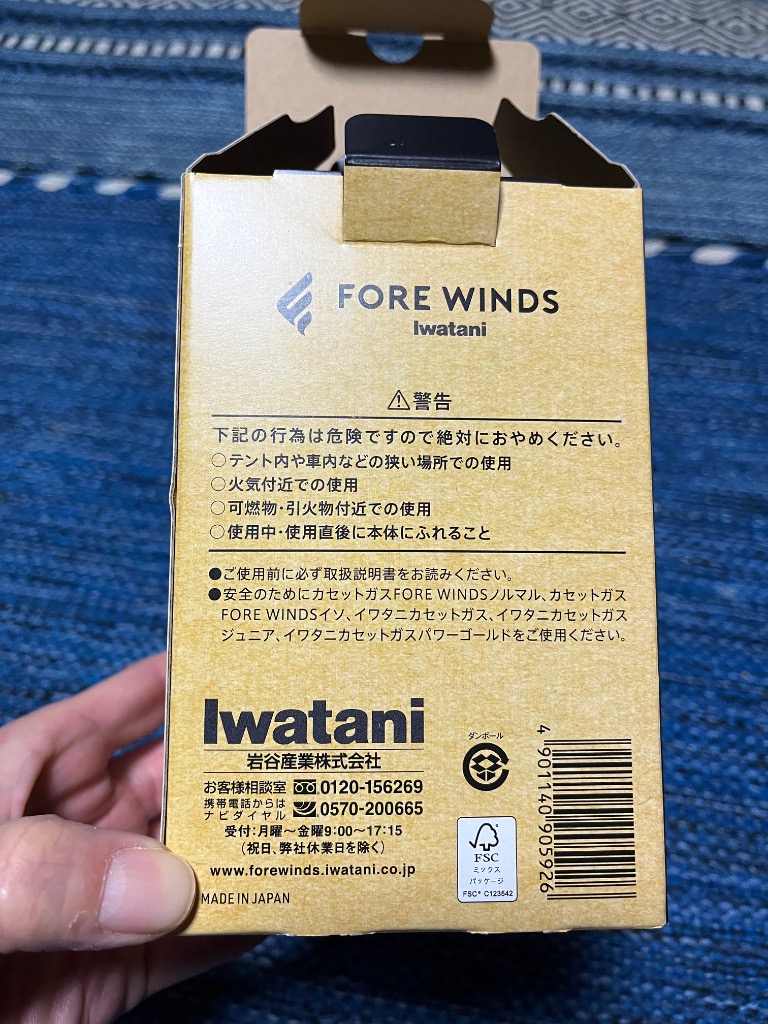 FORE WINDS
Iwatani
⚠警告
下記の行為は危険ですので絶対におやめください。
○テント内や車内などの狭い場所での使用
○火気付近での使用
○可燃物・引火物付近での使用
○使用中・使用直後に本体にふれること
●ご使用前に必ず取扱説明書をお読みください。
●安全のためにカセットガスFORE WINDSノルマル、カセットガス
FORE WINDSイソ、イワタニカセットガス、イワタニカセットガス
ジュニア、イワタニカセットガスパワーゴールドをご使用ください。
Iwatani
岩谷産業株式会社
お客様相談室 0120-156269
携帯電話からは
ナビダイヤル 0570-200665
受付:月曜~金曜9:00~17:15
(祝日、弊社休業日を除く)
www.forewinds.iwatani.co.jp
MADE IN JAPAN
ダンボール
FSC
ミックス
パッケージ
FSC® C123542
4 901140 905926